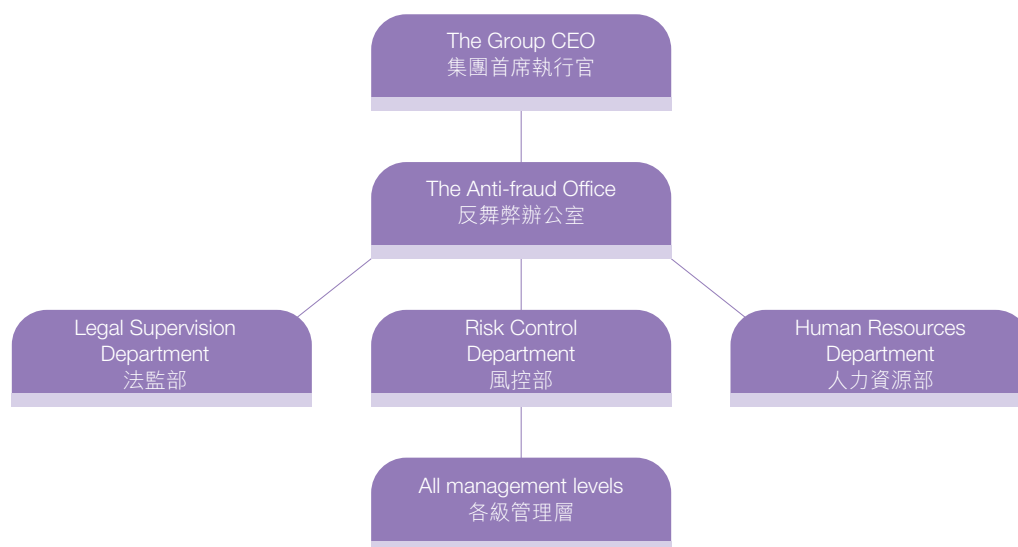 The Group CEO
集團首席執行官
The Anti-fraud Office
反舞弊辦公室
Legal Supervision
Department
法監部
Risk Control
Department
風控部
Human Resources
Department
人力資源部
All management levels
各級管理層